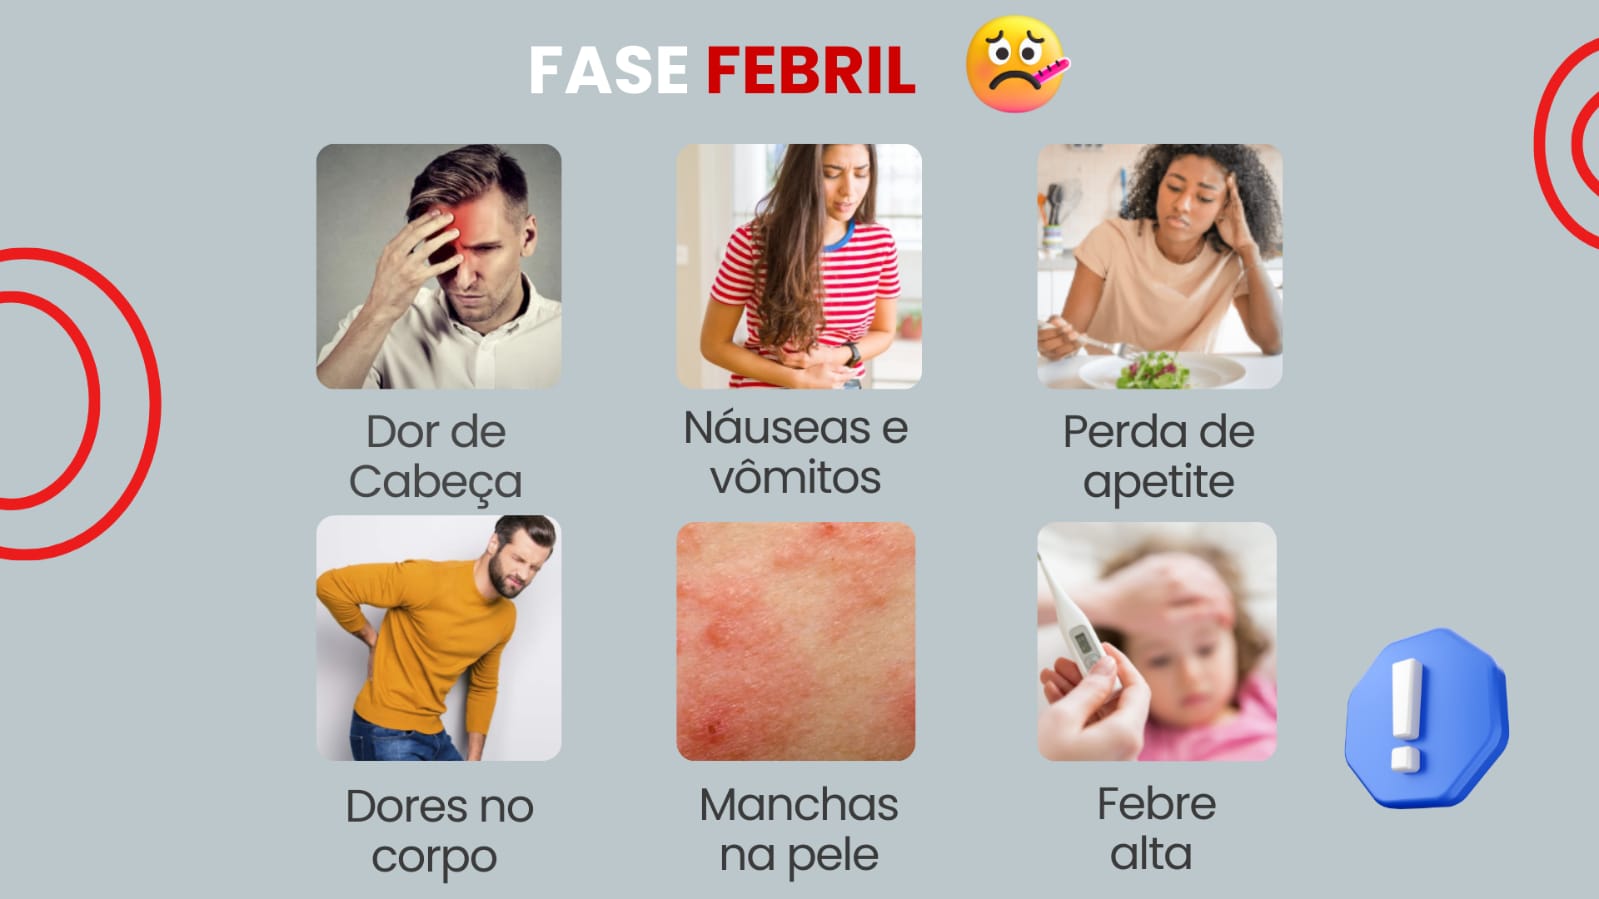 FASE FEBRIL
Dor de
Cabeça
Náuseas e
vômitos
Perda de
apetite
Dores no
corpo
Manchas
na pele
Febre
alta